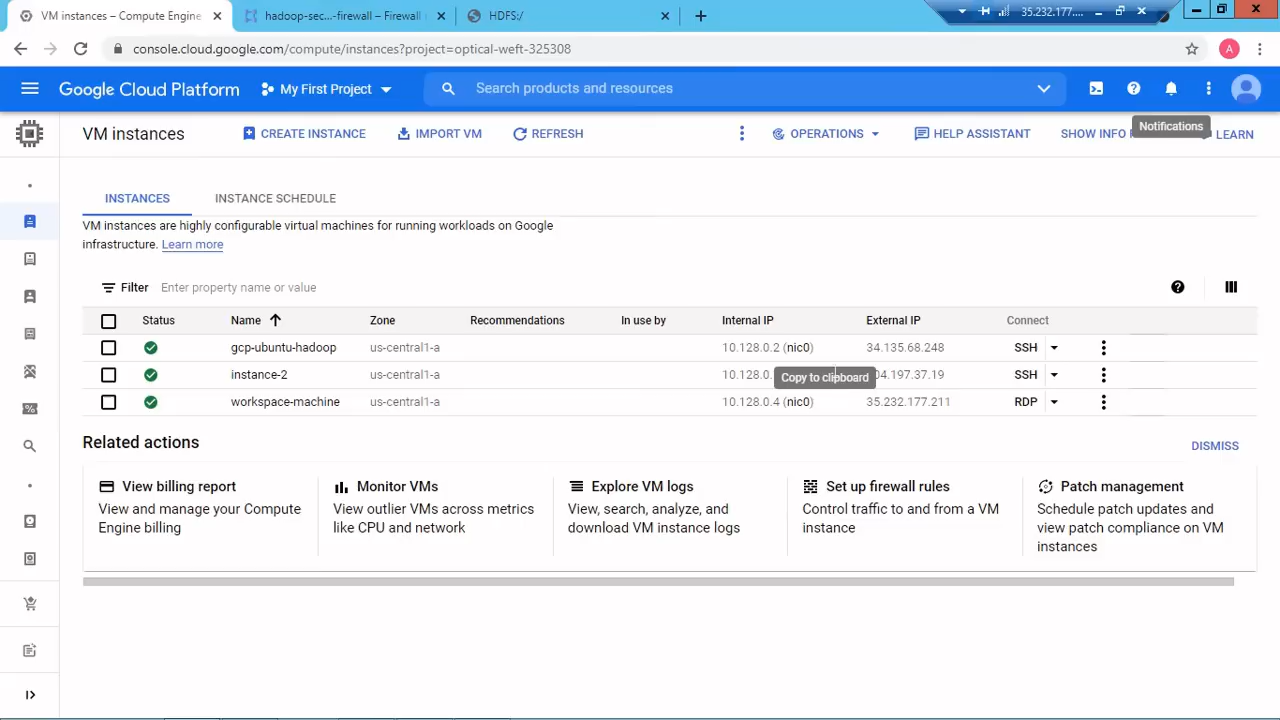 VM instances – Compute Engine
hadoop-sec...-firewall – Firewall
HDFS:/
35.232.177....
console.cloud.google.com/compute/instances?project=optical-weft-325308
A
Google Cloud Platform
My First Project
Search products and resources
VM instances
CREATE INSTANCE
IMPORT VM
REFRESH
OPERATIONS
HELP ASSISTANT
SHOW INFO
Notifications
LEARN
INSTANCES
INSTANCE SCHEDULE
VM instances are highly configurable virtual machines for running workloads on Google
infrastructure. Learn more
Filter Enter property name or value
Status Name Zone Recommendations In use by Internal IP External IP Connect
gcp-ubuntu-hadoop us-central1-a 10.128.0.2 (nic0) 34.135.68.248 SSH
instance-2 us-central1-a 10.128.0. Copy to clipboard 04.197.37.19 SSH
workspace-machine us-central1-a 10.128.0.4 (nic0) 35.232.177.211 RDP
Related actions
DISMISS
View billing report
View and manage your Compute
Engine billing
Monitor VMs
View outlier VMs across metrics
like CPU and network
Explore VM logs
View, search, analyze, and
download VM instance logs
Set up firewall rules
Control traffic to and from a VM
instance
Patch management
Schedule patch updates and
view patch compliance on VM
instances